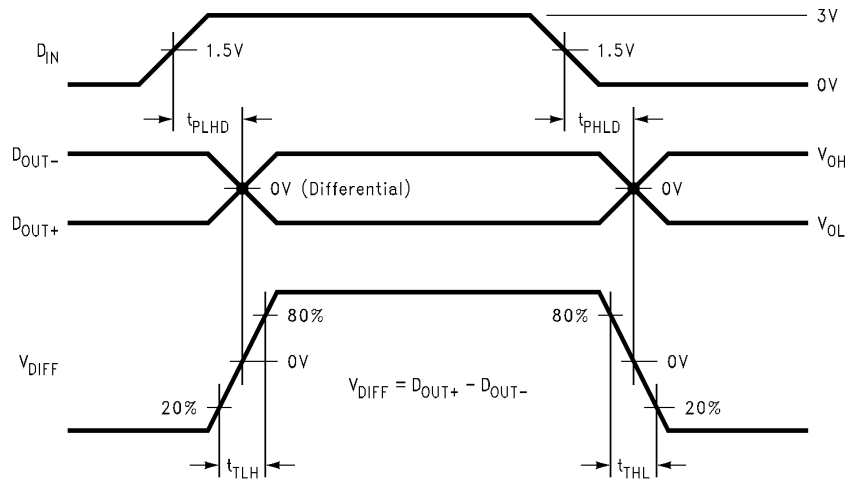 3V
D_IN 1.5V 1.5V
0V
t_PLHD t_PHLD
D_OUT- V_OH
0V (Differential) 0V
D_OUT+ V_OL
80% 80%
V_DIFF 0V 0V
V_DIFF = D_OUT+ - D_OUT-
20% 20%
t_TLH t_THL